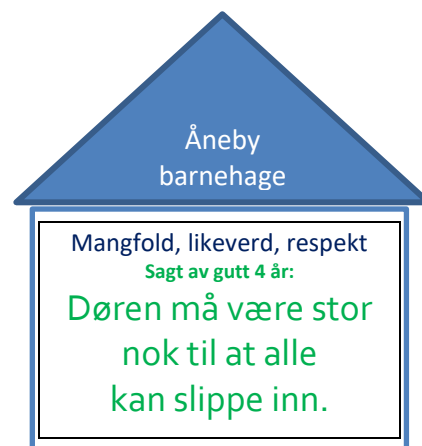 Åneby
barnehage
Mangfold, likeverd, respekt
Sagt av gutt 4 år:
Døren må være stor
nok til at alle
kan slippe inn.